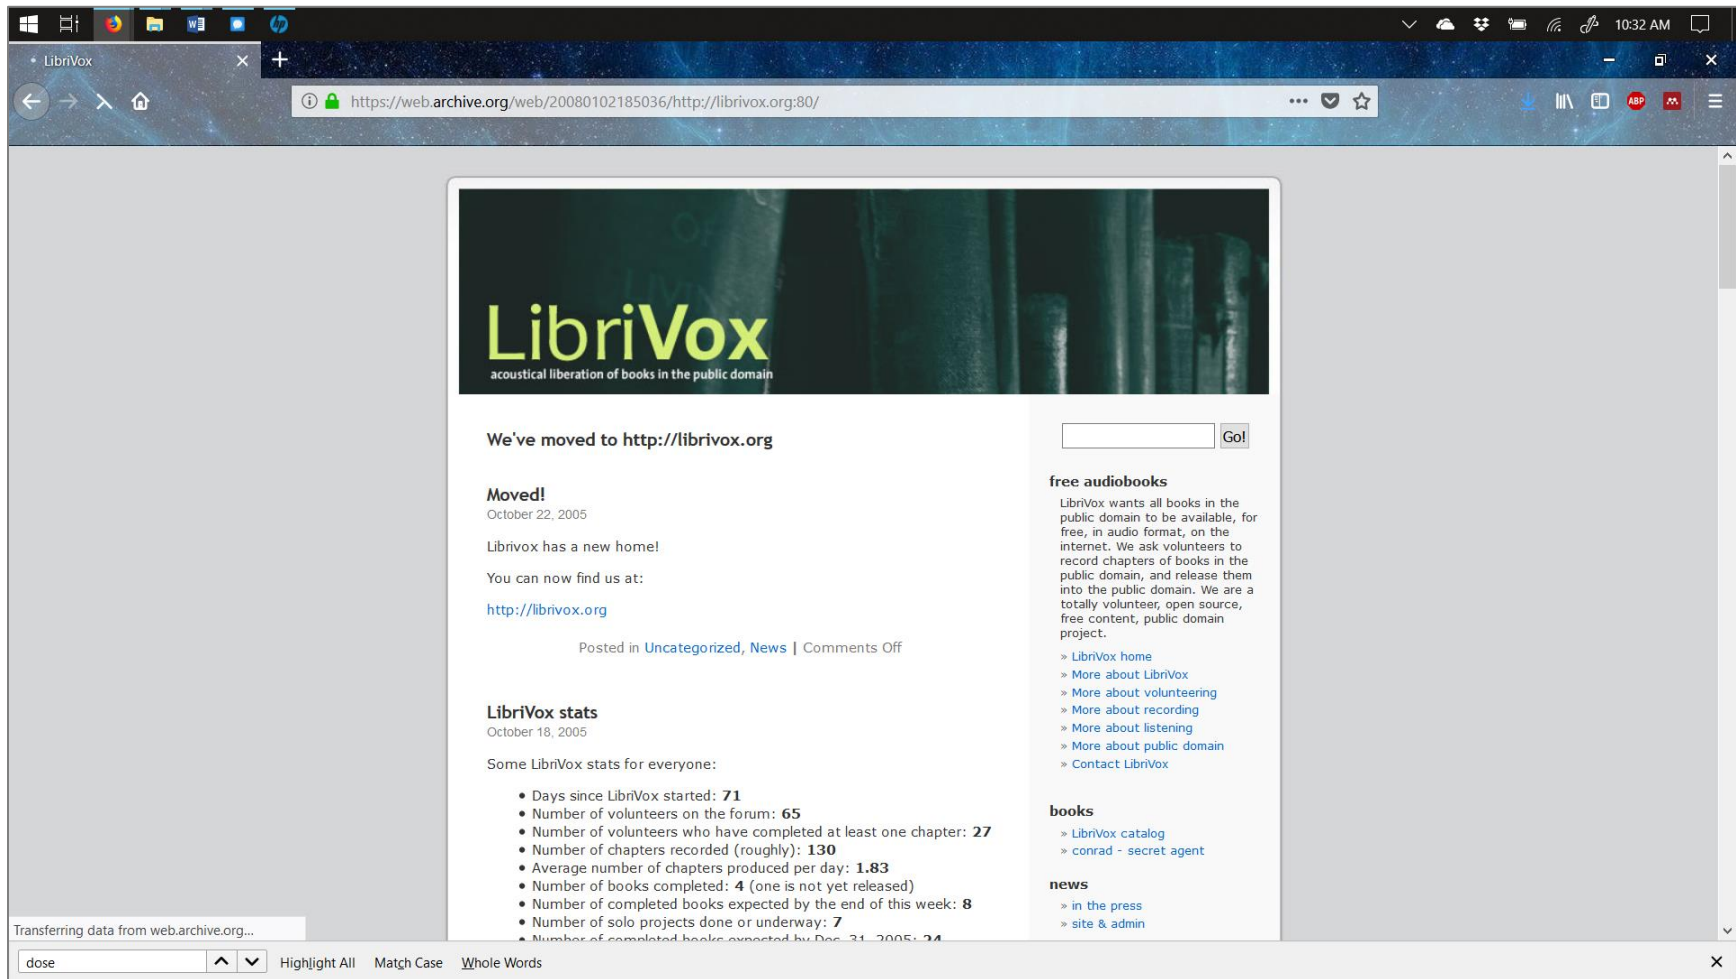 10:32 AM
LibriVox
https://web.archive.org/web/20080102185036/http://librivox.org:80/
ABP
LibriVox
acoustical liberation of books in the public domain
We've moved to http://librivox.org
Moved!
October 22, 2005
Librivox has a new home!
You can now find us at:
http://librivox.org
Posted in Uncategorized, News | Comments Off
LibriVox stats
October 18, 2005
Some LibriVox stats for everyone:
• Days since LibriVox started: 71
• Number of volunteers on the forum: 65
• Number of volunteers who have completed at least one chapter: 27
• Number of chapters recorded (roughly): 130
• Average number of chapters produced per day: 1.83
• Number of books completed: 4 (one is not yet released)
• Number of completed books expected by the end of this week: 8
• Number of solo projects done or underway: 7
• Number of completed books expected by Dec. 31, 2005: 24
Go!
free audiobooks
LibriVox wants all books in the
public domain to be available, for
free, in audio format, on the
internet. We ask volunteers to
record chapters of books in the
public domain, and release them
into the public domain. We are a
totally volunteer, open source,
free content, public domain
project.
» LibriVox home
» More about LibriVox
» More about volunteering
» More about recording
» More about listening
» More about public domain
» Contact LibriVox
books
» LibriVox catalog
» conrad - secret agent
news
» in the press
» site & admin
Transferring data from web.archive.org...
dose
Highlight All Match Case Whole Words